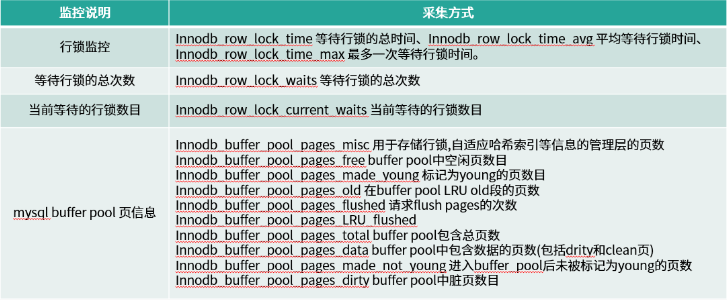 监控说明 采集方式
行锁监控 Innodb_row_lock_time 等待行锁的总时间、Innodb_row_lock_time_avg 平均等待行锁时间、
Innodb_row_lock_time_max 最多一次等待行锁时间。
等待行锁的总次数 Innodb_row_lock_waits 等待行锁的总次数
当前等待的行锁数目 Innodb_row_lock_current_waits 当前等待的行锁数目
mysql buffer pool 页信息
Innodb_buffer_pool_pages_misc 用于存储行锁,自适应哈希索引等信息的管理层的页数
Innodb_buffer_pool_pages_free buffer pool中空闲页数目
Innodb_buffer_pool_pages_made_young 标记为young的页数目
Innodb_buffer_pool_pages_old 在buffer pool LRU old段的页数
Innodb_buffer_pool_pages_flushed 请求flush pages的次数
Innodb_buffer_pool_pages_LRU_flushed
Innodb_buffer_pool_pages_total buffer pool包含总页数
Innodb_buffer_pool_pages_data buffer pool中包含数据的页数(包括drity和clean页)
Innodb_buffer_pool_pages_made_not_young 进入buffer_pool后未被标记为young的页数
Innodb_buffer_pool_pages_dirty buffer pool中脏页数目